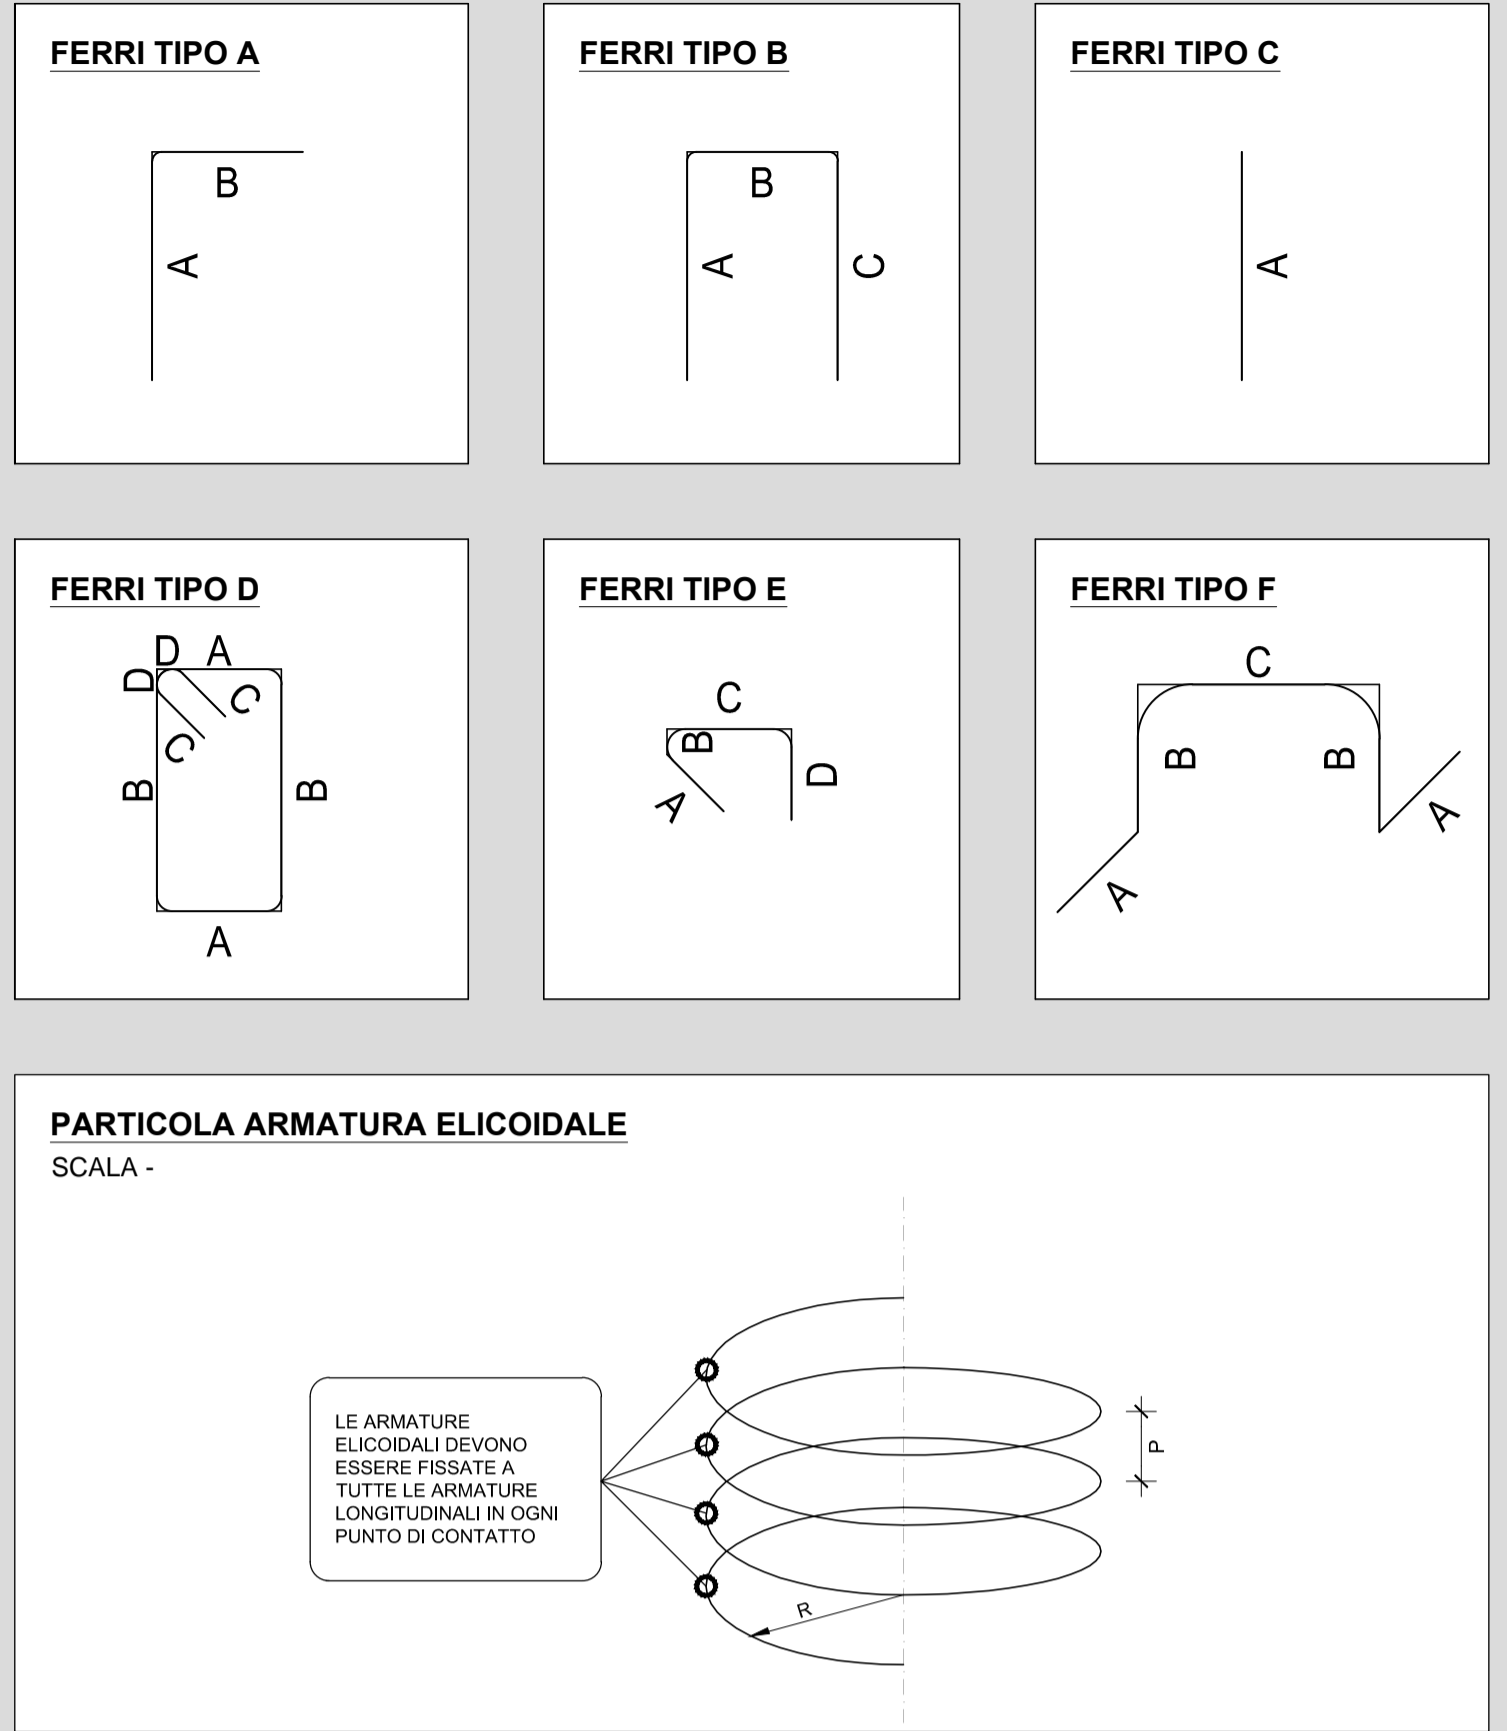 FERRI TIPO A
B
A
FERRI TIPO B
B
A
C
FERRI TIPO C
A
FERRI TIPO D
D
A
D
C
C
B
B
A
FERRI TIPO E
C
B
A
D
FERRI TIPO F
C
B
B
A
A
PARTICOLA ARMATURA ELICOIDALE
SCALA -
LE ARMATURE
ELICOIDALI DEVONO
ESSERE FISSATE A
TUTTE LE ARMATURE
LONGITUDINALI IN OGNI
PUNTO DI CONTATTO
P
R